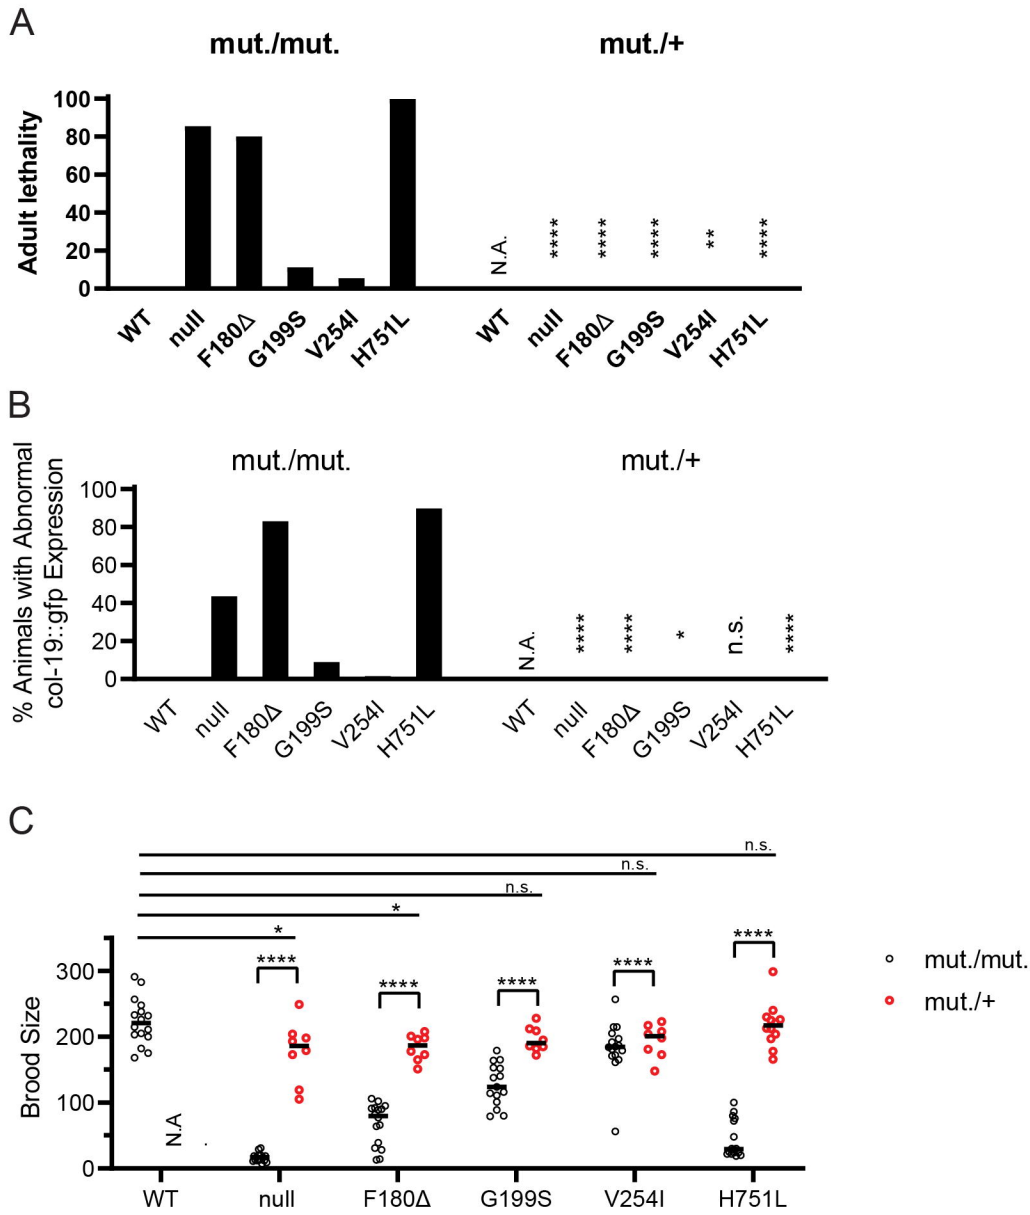 A
mut./mut. mut./+
Adult lethality
100
80
60
40
20
0
N.A. **** **** **** ** ****
WT null F180Δ G199S V254I H751L WT null F180Δ G199S V254I H751L
B
mut./mut. mut./+
% Animals with Abnormal
col-19::gfp Expression
100
80
60
40
20
0
N.A. **** **** * n.s. ****
WT null F180Δ G199S V254I H751L WT null F180Δ G199S V254I H751L
C
n.s.
n.s.
n.s.
*
*
**** **** **** **** ****
Brood Size
300
200
100
0
N.A .
WT null F180Δ G199S V254I H751L
mut./mut.
mut./+